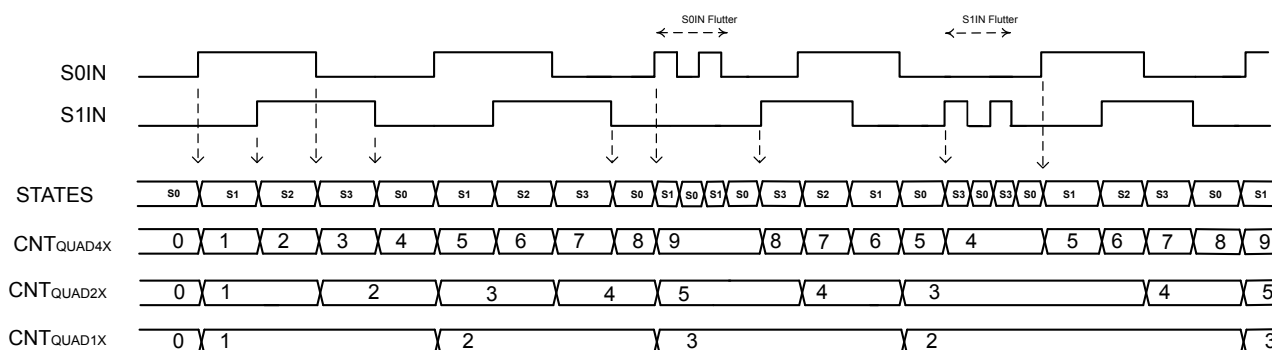 S0IN Flutter S1IN Flutter
S0IN
S1IN
STATES S0 S1 S2 S3 S0 S1 S2 S3 S0 S1 S0 S1 S0 S3 S2 S1 S0 S3 S0 S3 S0 S1 S2 S3 S0 S1
CNTQUAD4X 0 1 2 3 4 5 6 7 8 9 8 7 6 5 4 5 6 7 8 9
CNTQUAD2X 0 1 2 3 4 5 4 3 4 5
CNTQUAD1X 0 1 2 3 2 3